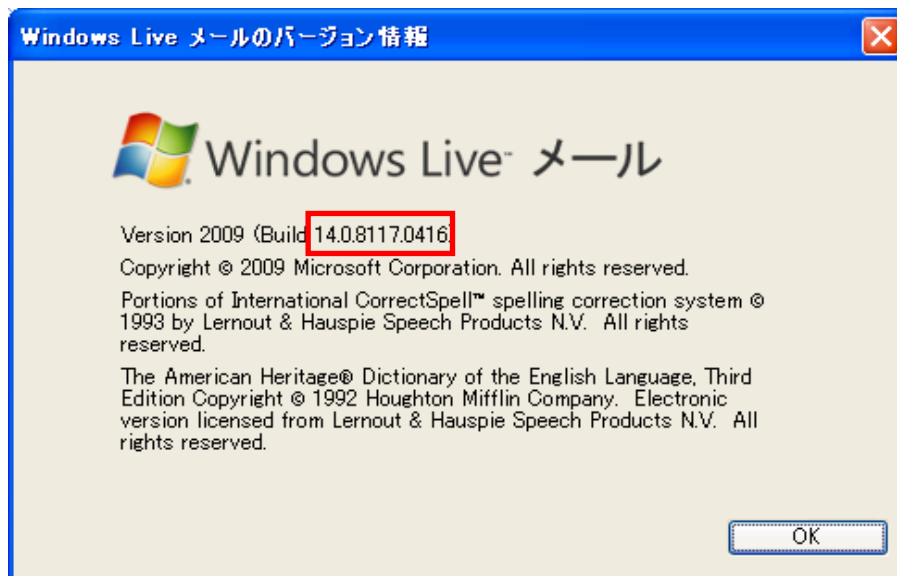 Windows Live メールのバージョン情報
Windows Live™ メール
Version 2009 (Build 14.0.8117.0416)
Copyright © 2009 Microsoft Corporation. All rights reserved.
Portions of International CorrectSpell™ spelling correction system ©
1993 by Lernout & Hauspie Speech Products N.V. All rights
reserved.
The American Heritage® Dictionary of the English Language, Third
Edition Copyright © 1992 Houghton Mifflin Company. Electronic
version licensed from Lernout & Hauspie Speech Products N.V. All
rights reserved.
OK